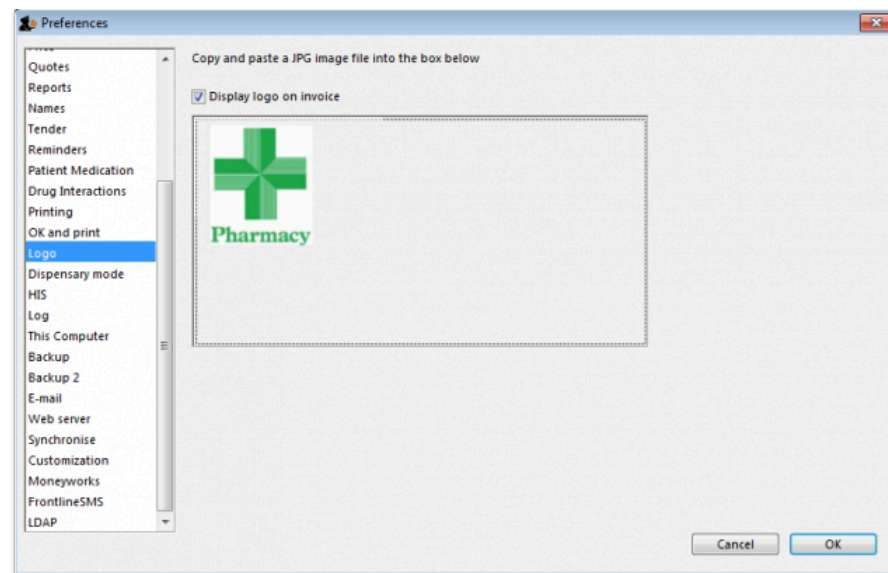 Preferences
Quotes
Reports
Names
Tender
Reminders
Patient Medication
Drug Interactions
Printing
OK and print
Logo
Dispensary mode
HIS
Log
This Computer
Backup
Backup 2
E-mail
Web server
Synchronise
Customization
Moneyworks
FrontlineSMS
LDAP
Copy and paste a JPG image file into the box below
Display logo on invoice
Pharmacy
Cancel
OK